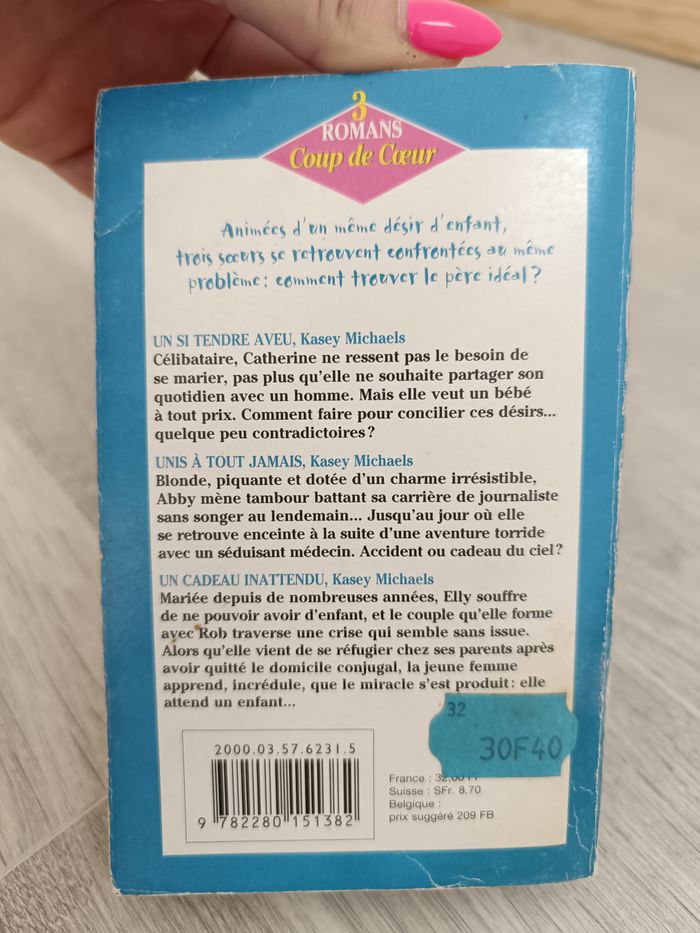 3
ROMANS
Coup de Cœur
Animées d'un même désir d'enfant,
trois sœurs se retrouvent confrontées au même
problème : comment trouver le père idéal ?
UN SI TENDRE AVEU, Kasey Michaels
Célibataire, Catherine ne ressent pas le besoin de
se marier, pas plus qu'elle ne souhaite partager son
quotidien avec un homme. Mais elle veut un bébé
à tout prix. Comment faire pour concilier ces désirs...
quelque peu contradictoires ?
UNIS À TOUT JAMAIS, Kasey Michaels
Blonde, piquante et dotée d'un charme irrésistible,
Abby mène tambour battant sa carrière de journaliste
sans songer au lendemain... Jusqu'au jour où elle
se retrouve enceinte à la suite d'une aventure torride
avec un séduisant médecin. Accident ou cadeau du ciel ?
UN CADEAU INATTENDU, Kasey Michaels
Mariée depuis de nombreuses années, Elly souffre
de ne pouvoir avoir d'enfant, et le couple qu'elle forme
avec Rob traverse une crise qui semble sans issue.
Alors qu'elle vient de se réfugier chez ses parents après
avoir quitté le domicile conjugal, la jeune femme
apprend, incrédule, que le miracle s'est produit : elle
attend un enfant...
32
30F40
2000.03.57.6231.5
9 782280 151382
France :
Suisse : SFr. 8.70
Belgique :
prix suggéré 209 FB